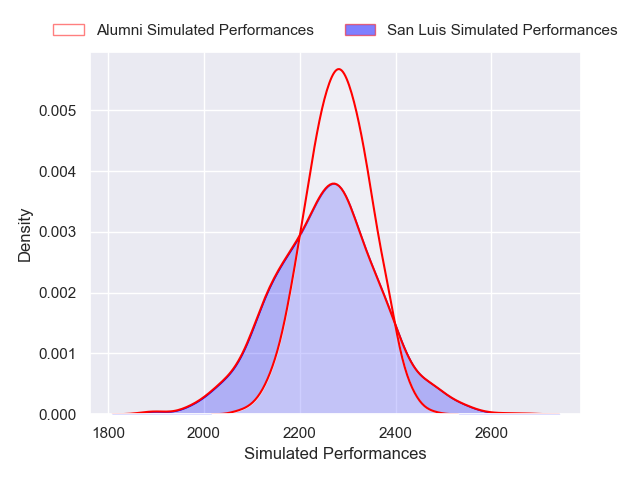 Alumni Simulated Performances San Luis Simulated Performances
0.005
0.004
0.003
0.002
0.001
0.000
Density
1800 2000 2200 2400 2600
Simulated Performances